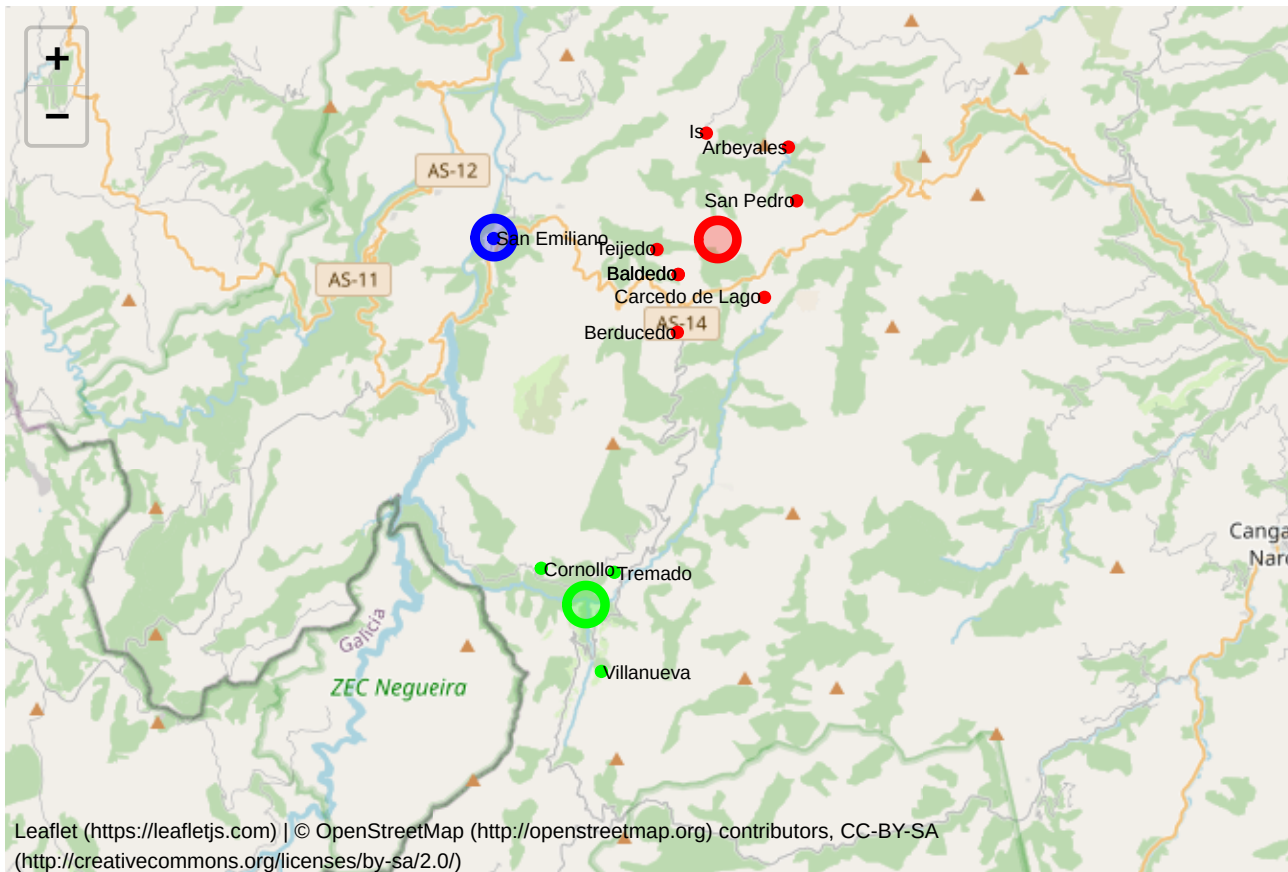 +
−
Is
Arbeyales
AS-12
San Pedro
San Emiliano
Teijedo
Baldedo
AS-11
Carcedo de Lago
AS-14
Berducedo
Canga
Narc
Cornollo
Tremado
Galicia
Villanueva
ZEC Negueira
Leaflet (https://leafletjs.com) | © OpenStreetMap (http://openstreetmap.org) contributors, CC-BY-SA
(http://creativecommons.org/licenses/by-sa/2.0/)